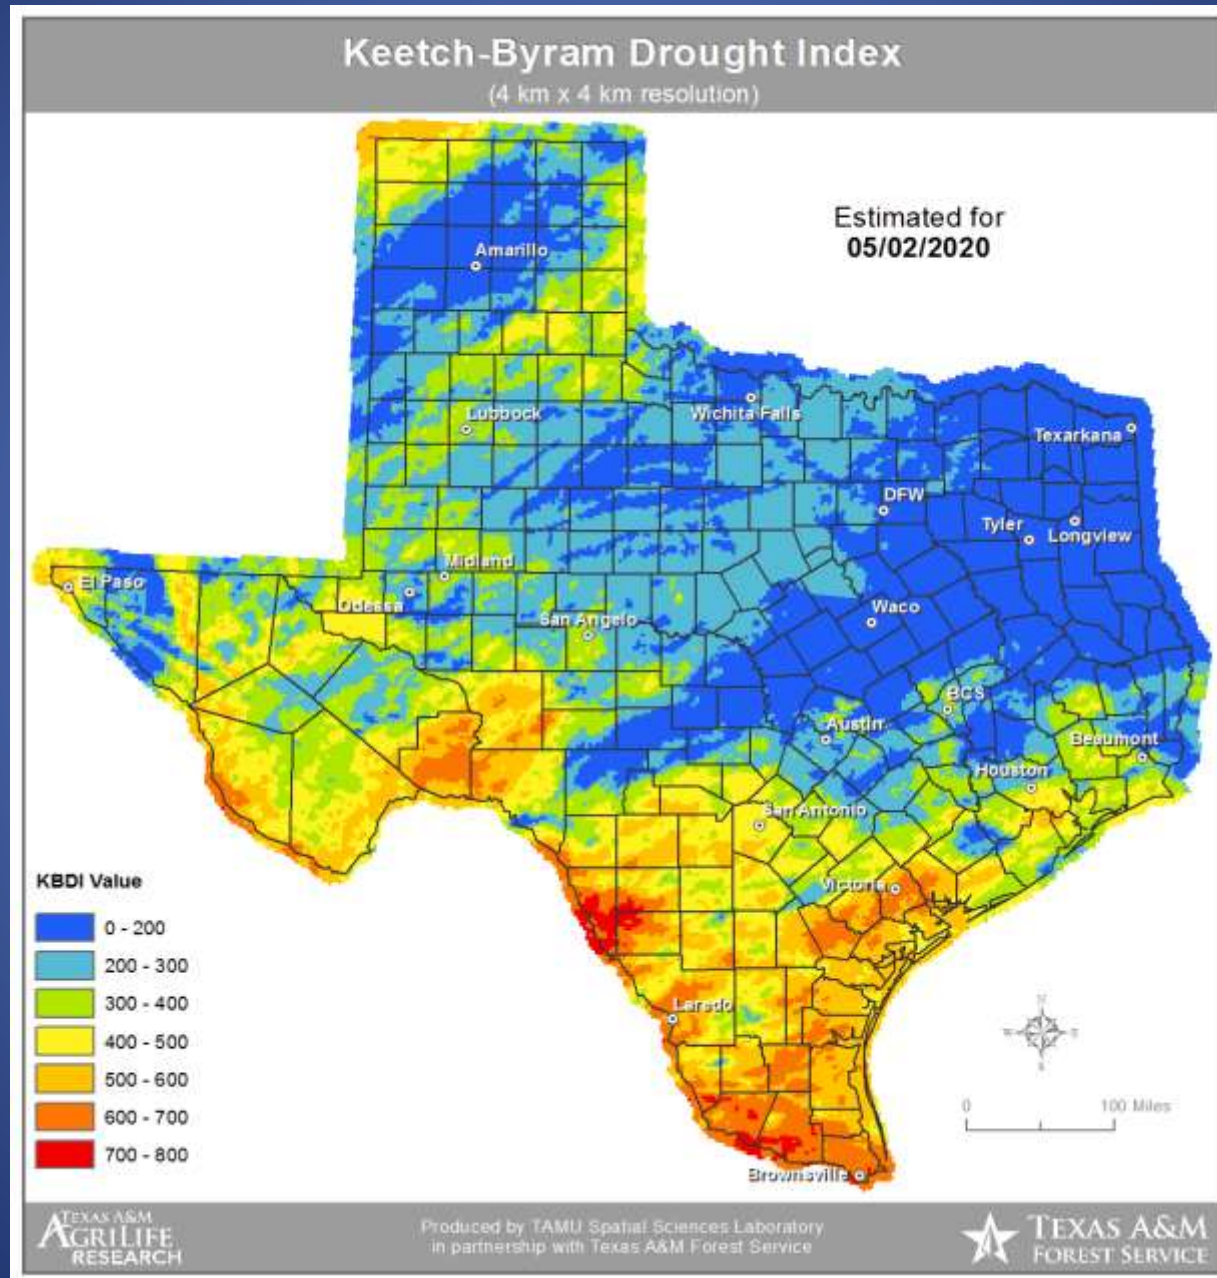 Keetch-Byram Drought Index
(4 km x 4 km resolution)
Estimated for
05/02/2020
Amarillo
Lubbock
Wichita Falls
Texarkana
DFW
Tyler
Longview
Midland
El Paso
Odessa
San Angelo
Waco
BCS
Austin
Beaumont
Houston
San Antonio
Victoria
Laredo
Brownsville
KBDI Value
0 - 200
200 - 300
300 - 400
400 - 500
500 - 600
600 - 700
700 - 800
N
W E
S
0 100 Miles
TEXAS A&M
AGRILIFE
RESEARCH
Produced by TAMU Spatial Sciences Laboratory
in partnership with Texas A&M Forest Service
TEXAS A&M
FOREST SERVICE